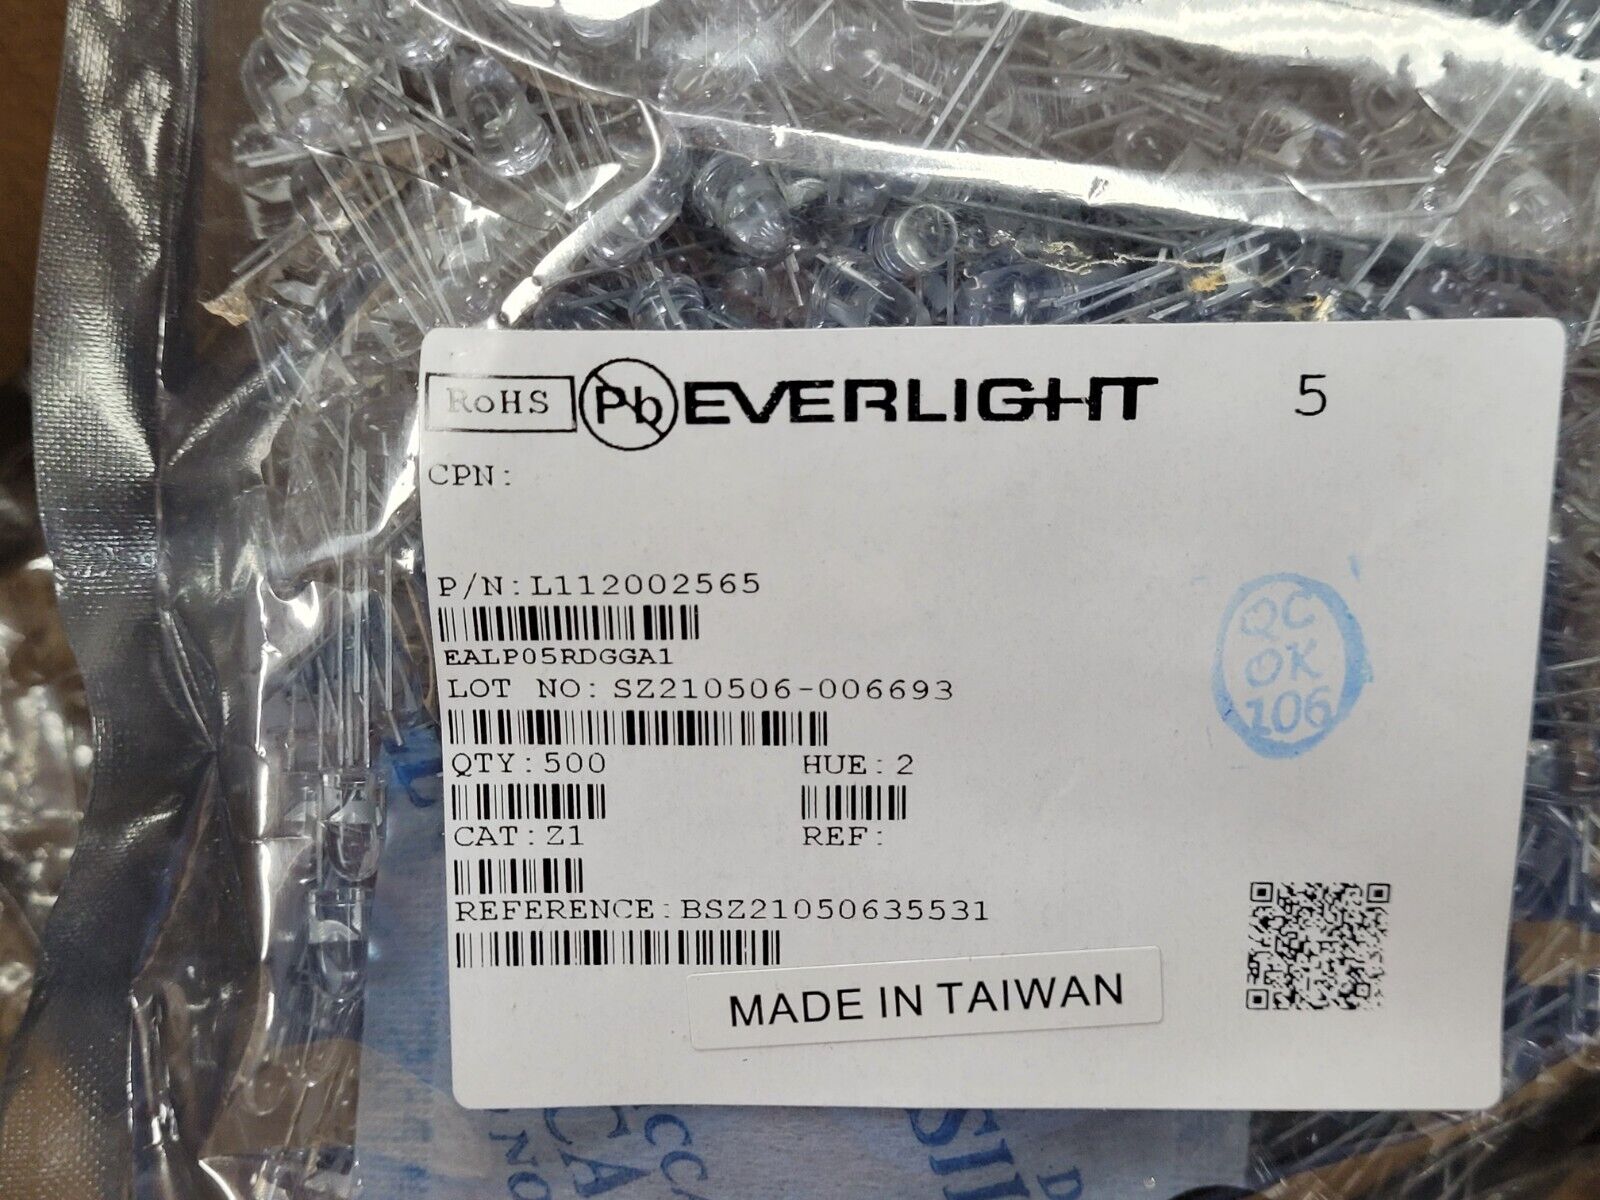 RoHS Pb EVERLIGHT 5
CPN:
P/N:L112002565
EALP05RDGGA1
LOT NO:SZ210506-006693
QTY:500 HUE:2
CAT:Z1 REF:
REFERENCE:BSZ21050635531
QC
OK
106
MADE IN TAIWAN